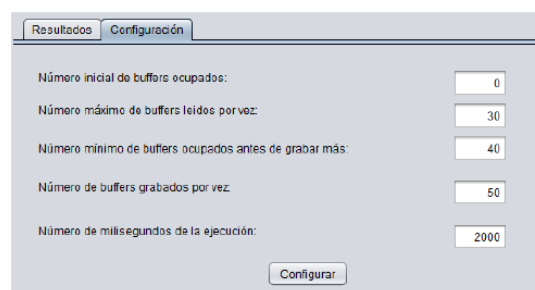 Resultados Configuración
Número inicial de buffers ocupados: 0
Número máximo de buffers leidos por vez: 30
Número mínimo de buffers ocupados antes de grabar más: 40
Número de buffers grabados por vez: 50
Número de milisegundos de la ejecución: 2000
Configurar